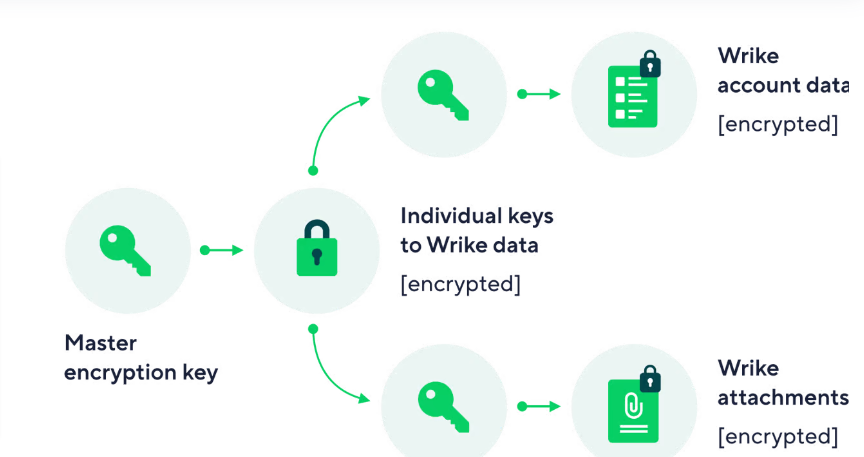 Wrike
account data
[encrypted]
Individual keys
to Wrike data
[encrypted]
Master
encryption key
Wrike
attachments
[encrypted]